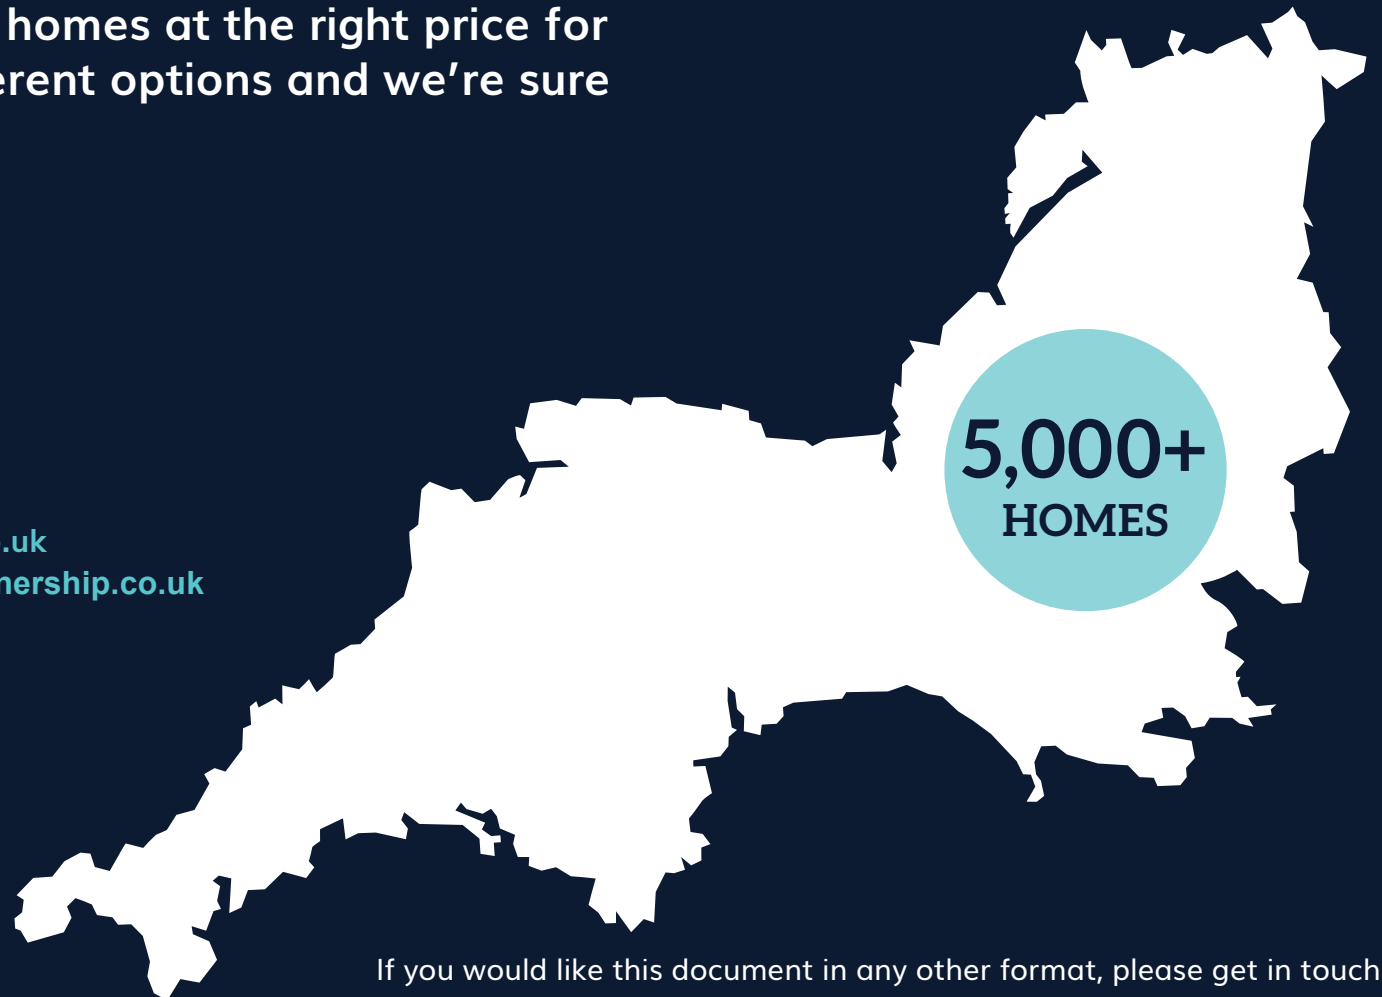 homes at the right price for
erent options and we're sure
5,000+
HOMES
.uk
nership.co.uk
If you would like this document in any other format, please get in touch